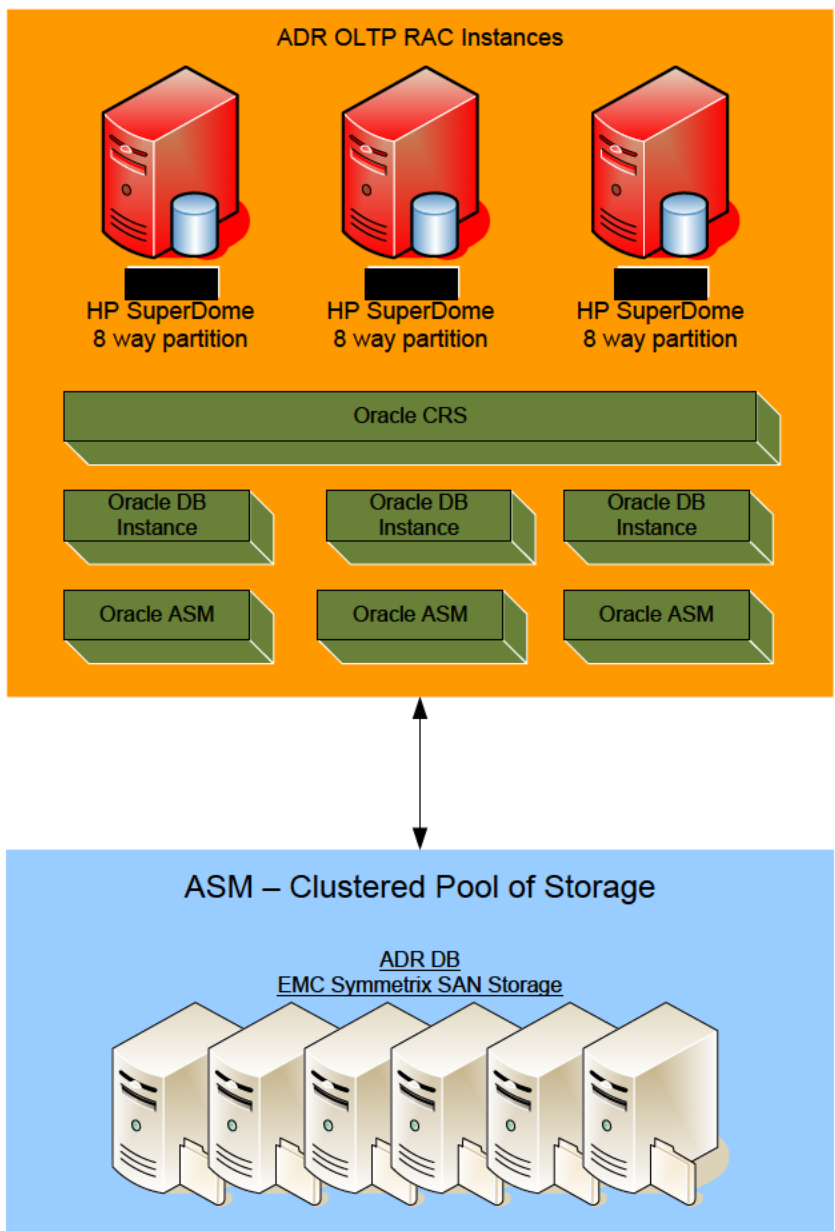 ADR OLTP RAC Instances
HP SuperDome
8 way partition
HP SuperDome
8 way partition
HP SuperDome
8 way partition
Oracle CRS
Oracle DB
Instance
Oracle DB
Instance
Oracle DB
Instance
Oracle ASM
Oracle ASM
Oracle ASM
ASM – Clustered Pool of Storage
ADR DB
EMC Symmetrix SAN Storage